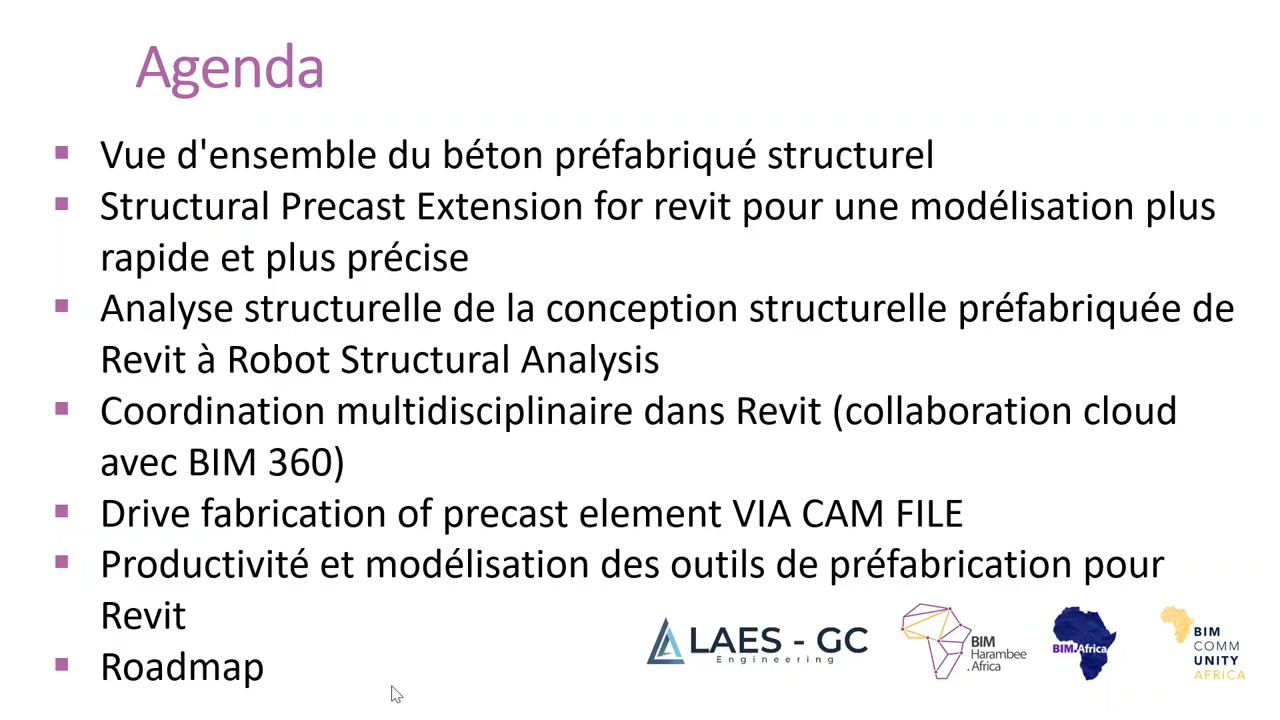 Agenda
Vue d'ensemble du béton préfabriqué structurel
Structural Precast Extension for revit pour une modélisation plus
rapide et plus précise
Analyse structurelle de la conception structurelle préfabriquée de
Revit à Robot Structural Analysis
Coordination multidisciplinaire dans Revit (collaboration cloud
avec BIM 360)
Drive fabrication of precast element VIA CAM FILE
Productivité et modélisation des outils de préfabrication pour
Revit
Roadmap
LAES - GC
Engineering
BIM
Harambee
.Africa
BIM.Africa
BIM
COMM
UNITY
AFRICA